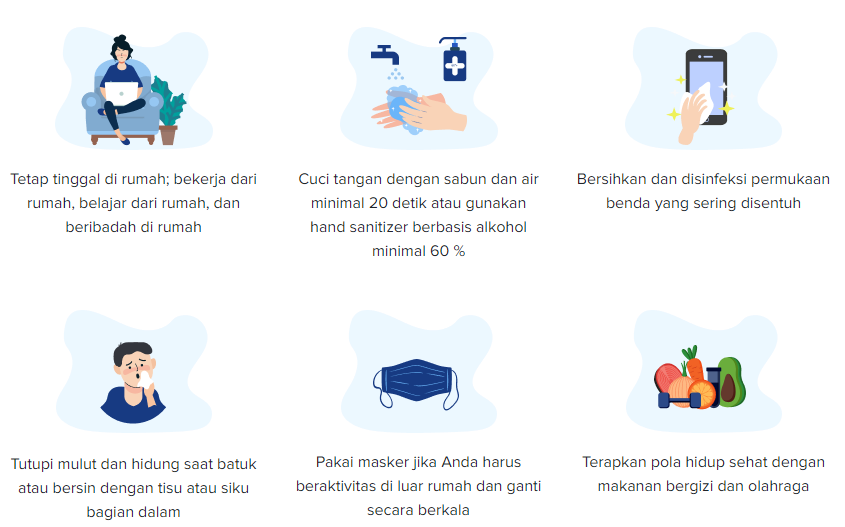 Tetap tinggal di rumah; bekerja dari
rumah, belajar dari rumah, dan
beribadah di rumah
Cuci tangan dengan sabun dan air
minimal 20 detik atau gunakan
hand sanitizer berbasis alkohol
minimal 60 %
Bersihkan dan disinfeksi permukaan
benda yang sering disentuh
Tutupi mulut dan hidung saat batuk
atau bersin dengan tisu atau siku
bagian dalam
Pakai masker jika Anda harus
beraktivitas di luar rumah dan ganti
secara berkala
Terapkan pola hidup sehat dengan
makanan bergizi dan olahraga